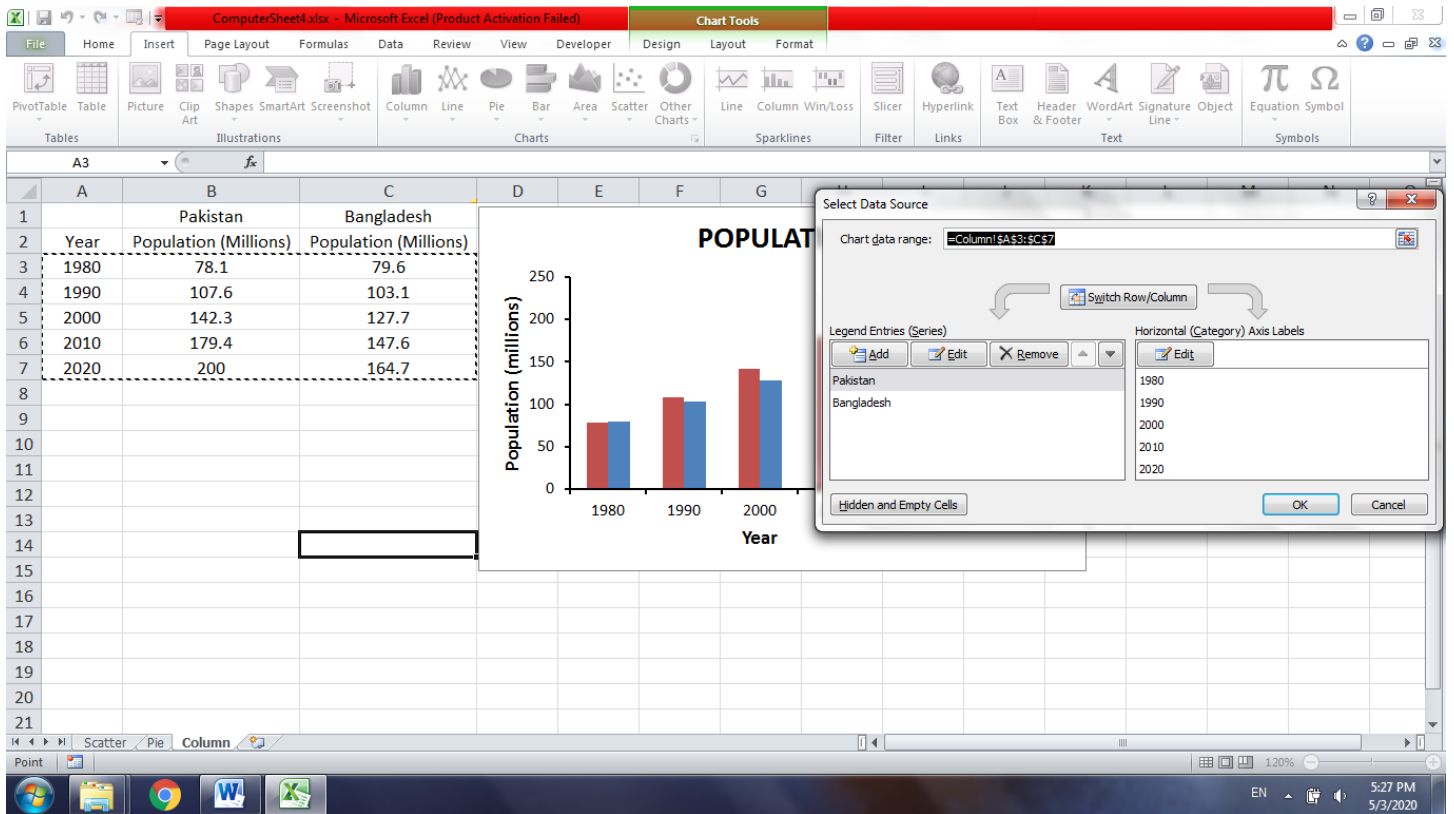 ComputerSheet4.xlsx - Microsoft Excel (Product Activation Failed)
Chart Tools
File Home Insert Page Layout Formulas Data Review View Developer Design Layout Format
PivotTable Table Picture Clip Art Shapes SmartArt Screenshot Column Line Pie Bar Area Scatter Other Charts Line Column Win/Loss Slicer Hyperlink Text Box Header & Footer WordArt Signature Line Object Equation Symbol
Tables Illustrations Charts Sparklines Filter Links Text Symbols
A3 fx
A B C D E F G
1 Pakistan Bangladesh
2 Year Population (Millions) Population (Millions)
3 1980 78.1 79.6
4 1990 107.6 103.1
5 2000 142.3 127.7
6 2010 179.4 147.6
7 2020 200 164.7
8
9
10
11
12
13
14
15
16
17
18
19
20
21
POPULAT
Population (millions)
250
200
150
100
50
0
1980 1990 2000
Year
Select Data Source
Chart data range: =Column!$A$3:$C$7
Switch Row/Column
Legend Entries (Series)
Add Edit Remove
Pakistan
Bangladesh
Horizontal (Category) Axis Labels
Edit
1980
1990
2000
2010
2020
Hidden and Empty Cells
OK Cancel
Scatter Pie Column
Point
120%
EN
5:27 PM
5/3/2020